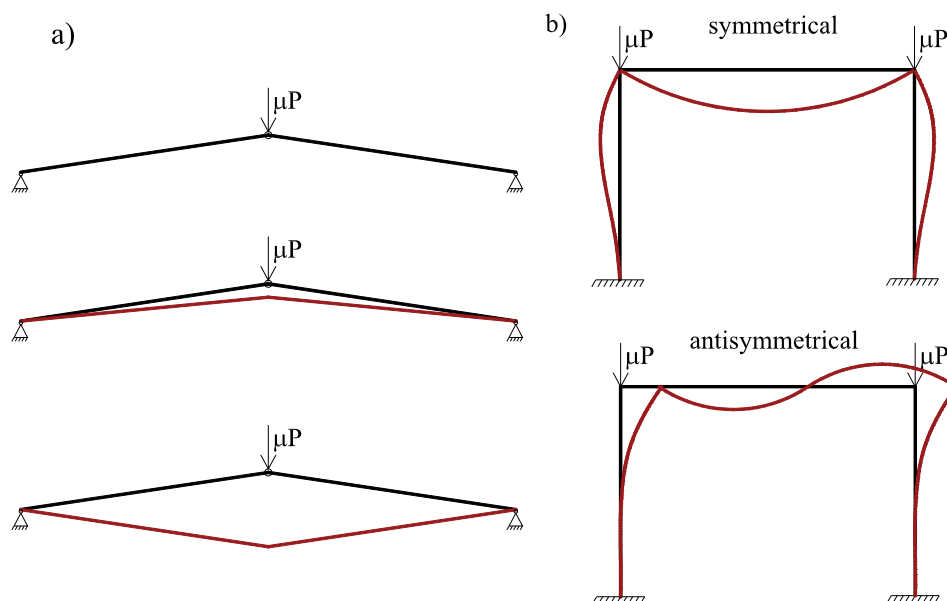 a)
μP
μP
μP
b)
symmetrical
μP
μP
antisymmetrical
μP
μP